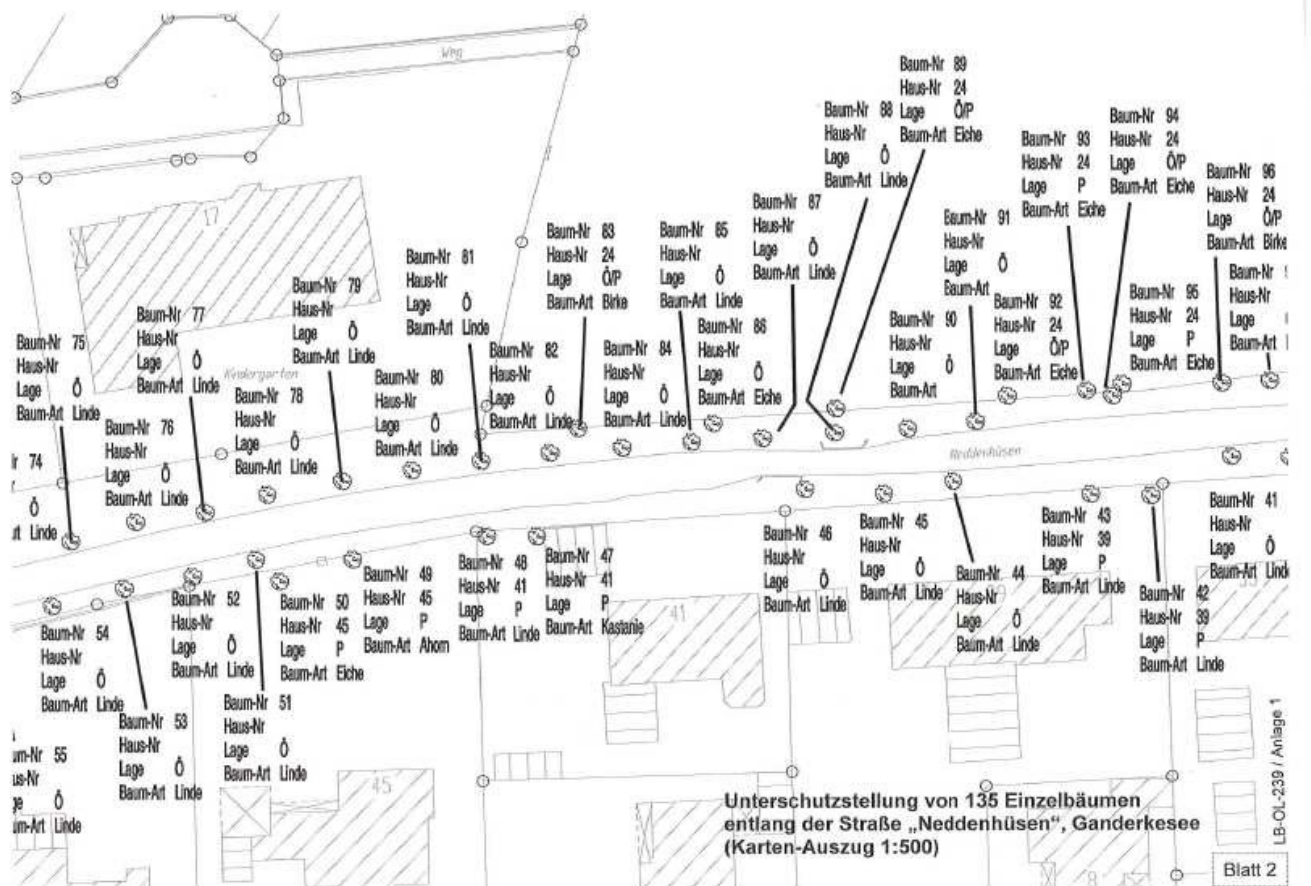 Weg
Baum-Nr 89
Haus-Nr 24
Lage Ö/P
Baum-Art Eiche
Baum-Nr 88
Haus-Nr
Lage Ö
Baum-Art Linde
Baum-Nr 94
Haus-Nr 24
Lage Ö/P
Baum-Art Eiche
Baum-Nr 93
Haus-Nr 24
Lage P
Baum-Art Eiche
Baum-Nr 96
Haus-Nr 24
Lage Ö/P
Baum-Art Birke
Baum-Nr 87
Haus-Nr
Lage Ö
Baum-Art Linde
Baum-Nr 91
Haus-Nr
Lage Ö
Baum-Art
17
Baum-Nr 83
Haus-Nr 24
Lage Ö/P
Baum-Art Birke
Baum-Nr 85
Haus-Nr
Lage Ö
Baum-Art Linde
Baum-Nr 81
Haus-Nr
Lage Ö
Baum-Art Linde
Baum-Nr
Haus-Nr
Lage
Baum-Art
Baum-Nr 79
Haus-Nr
Lage Ö
Baum-Art Linde
Baum-Nr 77
Haus-Nr
Lage Ö
Baum-Art Linde
Baum-Nr 75
Haus-Nr
Lage Ö
Baum-Art Linde
Baum-Nr 95
Haus-Nr 24
Lage P
Baum-Art Eiche
Baum-Nr 92
Haus-Nr 24
Lage Ö/P
Baum-Art Eiche
Baum-Nr 90
Haus-Nr
Lage Ö
Baum-Art
Baum-Nr 86
Haus-Nr
Lage Ö
Baum-Art Eiche
Baum-Nr 84
Haus-Nr
Lage Ö
Baum-Art Linde
Baum-Nr 82
Haus-Nr
Lage Ö
Baum-Art Linde
Kindergarten
Baum-Nr 80
Haus-Nr
Lage Ö
Baum-Art Linde
Baum-Nr 78
Haus-Nr
Lage Ö
Baum-Art Linde
Baum-Nr 76
Haus-Nr
Lage Ö
Baum-Art Linde
74
Ö
Linde
Neddenhüsen
Baum-Nr 41
Haus-Nr
Lage Ö
Baum-Art Linde
Baum-Nr 43
Haus-Nr 39
Lage P
Baum-Art Linde
Baum-Nr 45
Haus-Nr
Lage Ö
Baum-Art Linde
Baum-Nr 46
Haus-Nr
Lage Ö
Baum-Art Linde
Baum-Nr 47
Haus-Nr 41
Lage P
Baum-Art Kastanie
Baum-Nr 48
Haus-Nr 41
Lage P
Baum-Art Linde
Baum-Nr 49
Haus-Nr 45
Lage P
Baum-Art Ahorn
Baum-Nr 44
Haus-Nr
Lage Ö
Baum-Art Linde
Baum-Nr 42
Haus-Nr 39
Lage P
Baum-Art Linde
41
Baum-Nr 50
Haus-Nr 45
Lage P
Baum-Art Eiche
Baum-Nr 52
Haus-Nr
Lage Ö
Baum-Art Linde
Baum-Nr 54
Haus-Nr
Lage Ö
Baum-Art Linde
Baum-Nr 51
Haus-Nr
Lage Ö
Baum-Art Linde
Baum-Nr 53
Haus-Nr
Lage Ö
Baum-Art Linde
55
Ö
Linde
45
Unterschutzstellung von 135 Einzelbäumen
entlang der Straße „Neddenhüsen“, Ganderkesee
(Karten-Auszug 1:500)
LB-OL-239 / Anlage 1
Blatt 2